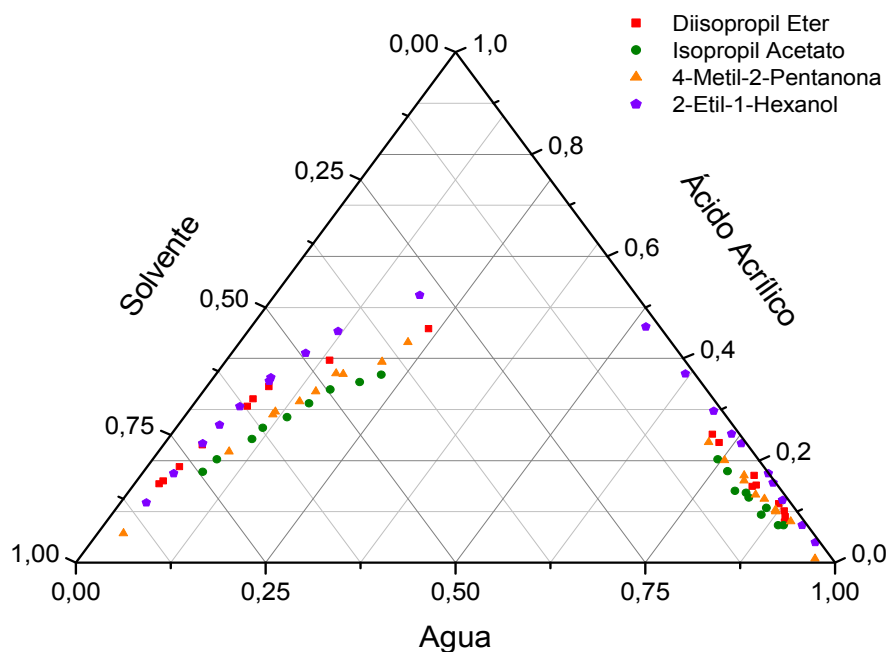 Diisopropil Eter
Isopropil Acetato
4-Metil-2-Pentanona
2-Etil-1-Hexanol
0,00 1,0
0,8
0,25
0,6
0,50
0,4
0,75
0,2
1,00
0,0
Solvente
Ácido Acrílico
0,00 0,25 0,50 0,75 1,00
Agua